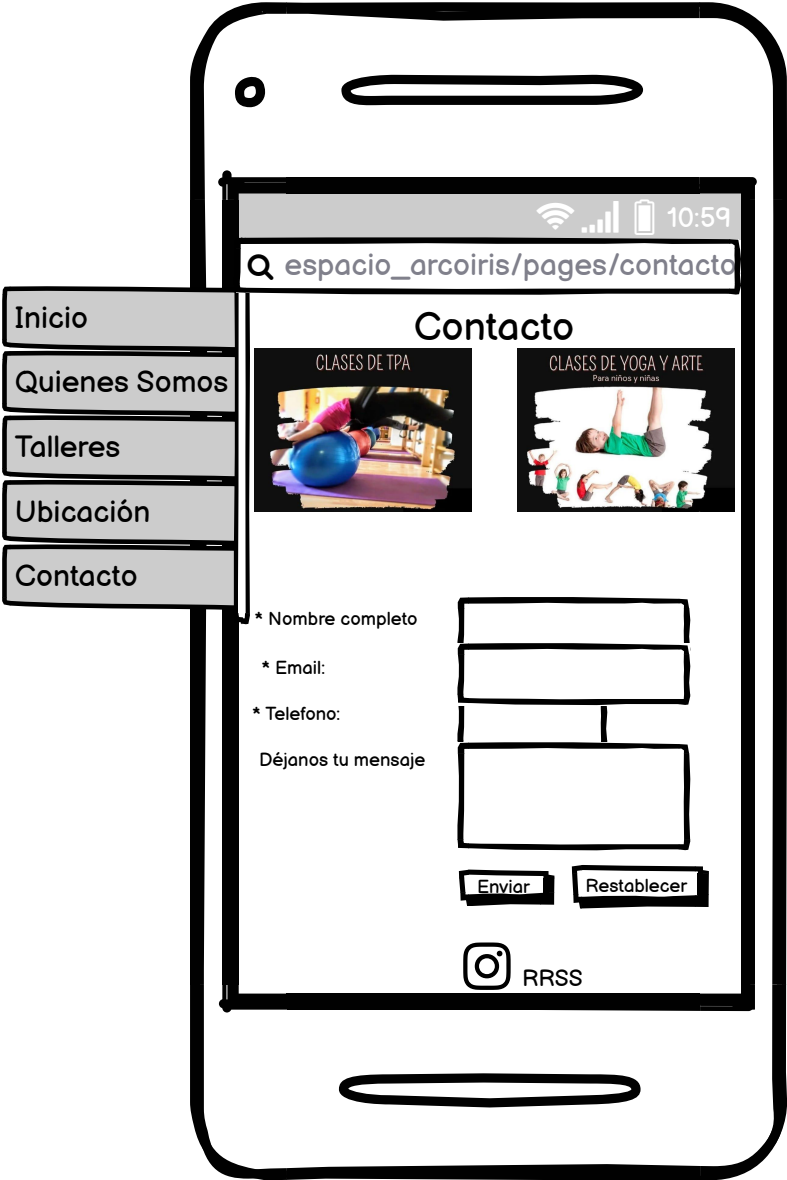 10:59
espacio_arcoiris/pages/contacto
Inicio
Quienes Somos
Talleres
Ubicación
Contacto
Contacto
CLASES DE TPA
CLASES DE YOGA Y ARTE
Para niños y niñas
* Nombre completo
* Email:
* Telefono:
Déjanos tu mensaje
Enviar
Restablecer
RRSS